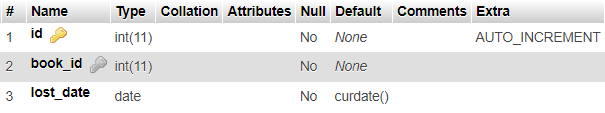 # Name Type Collation Attributes Null Default Comments Extra
1 id int(11) No None AUTO_INCREMENT
2 book_id int(11) No None
3 lost_date date No curdate()